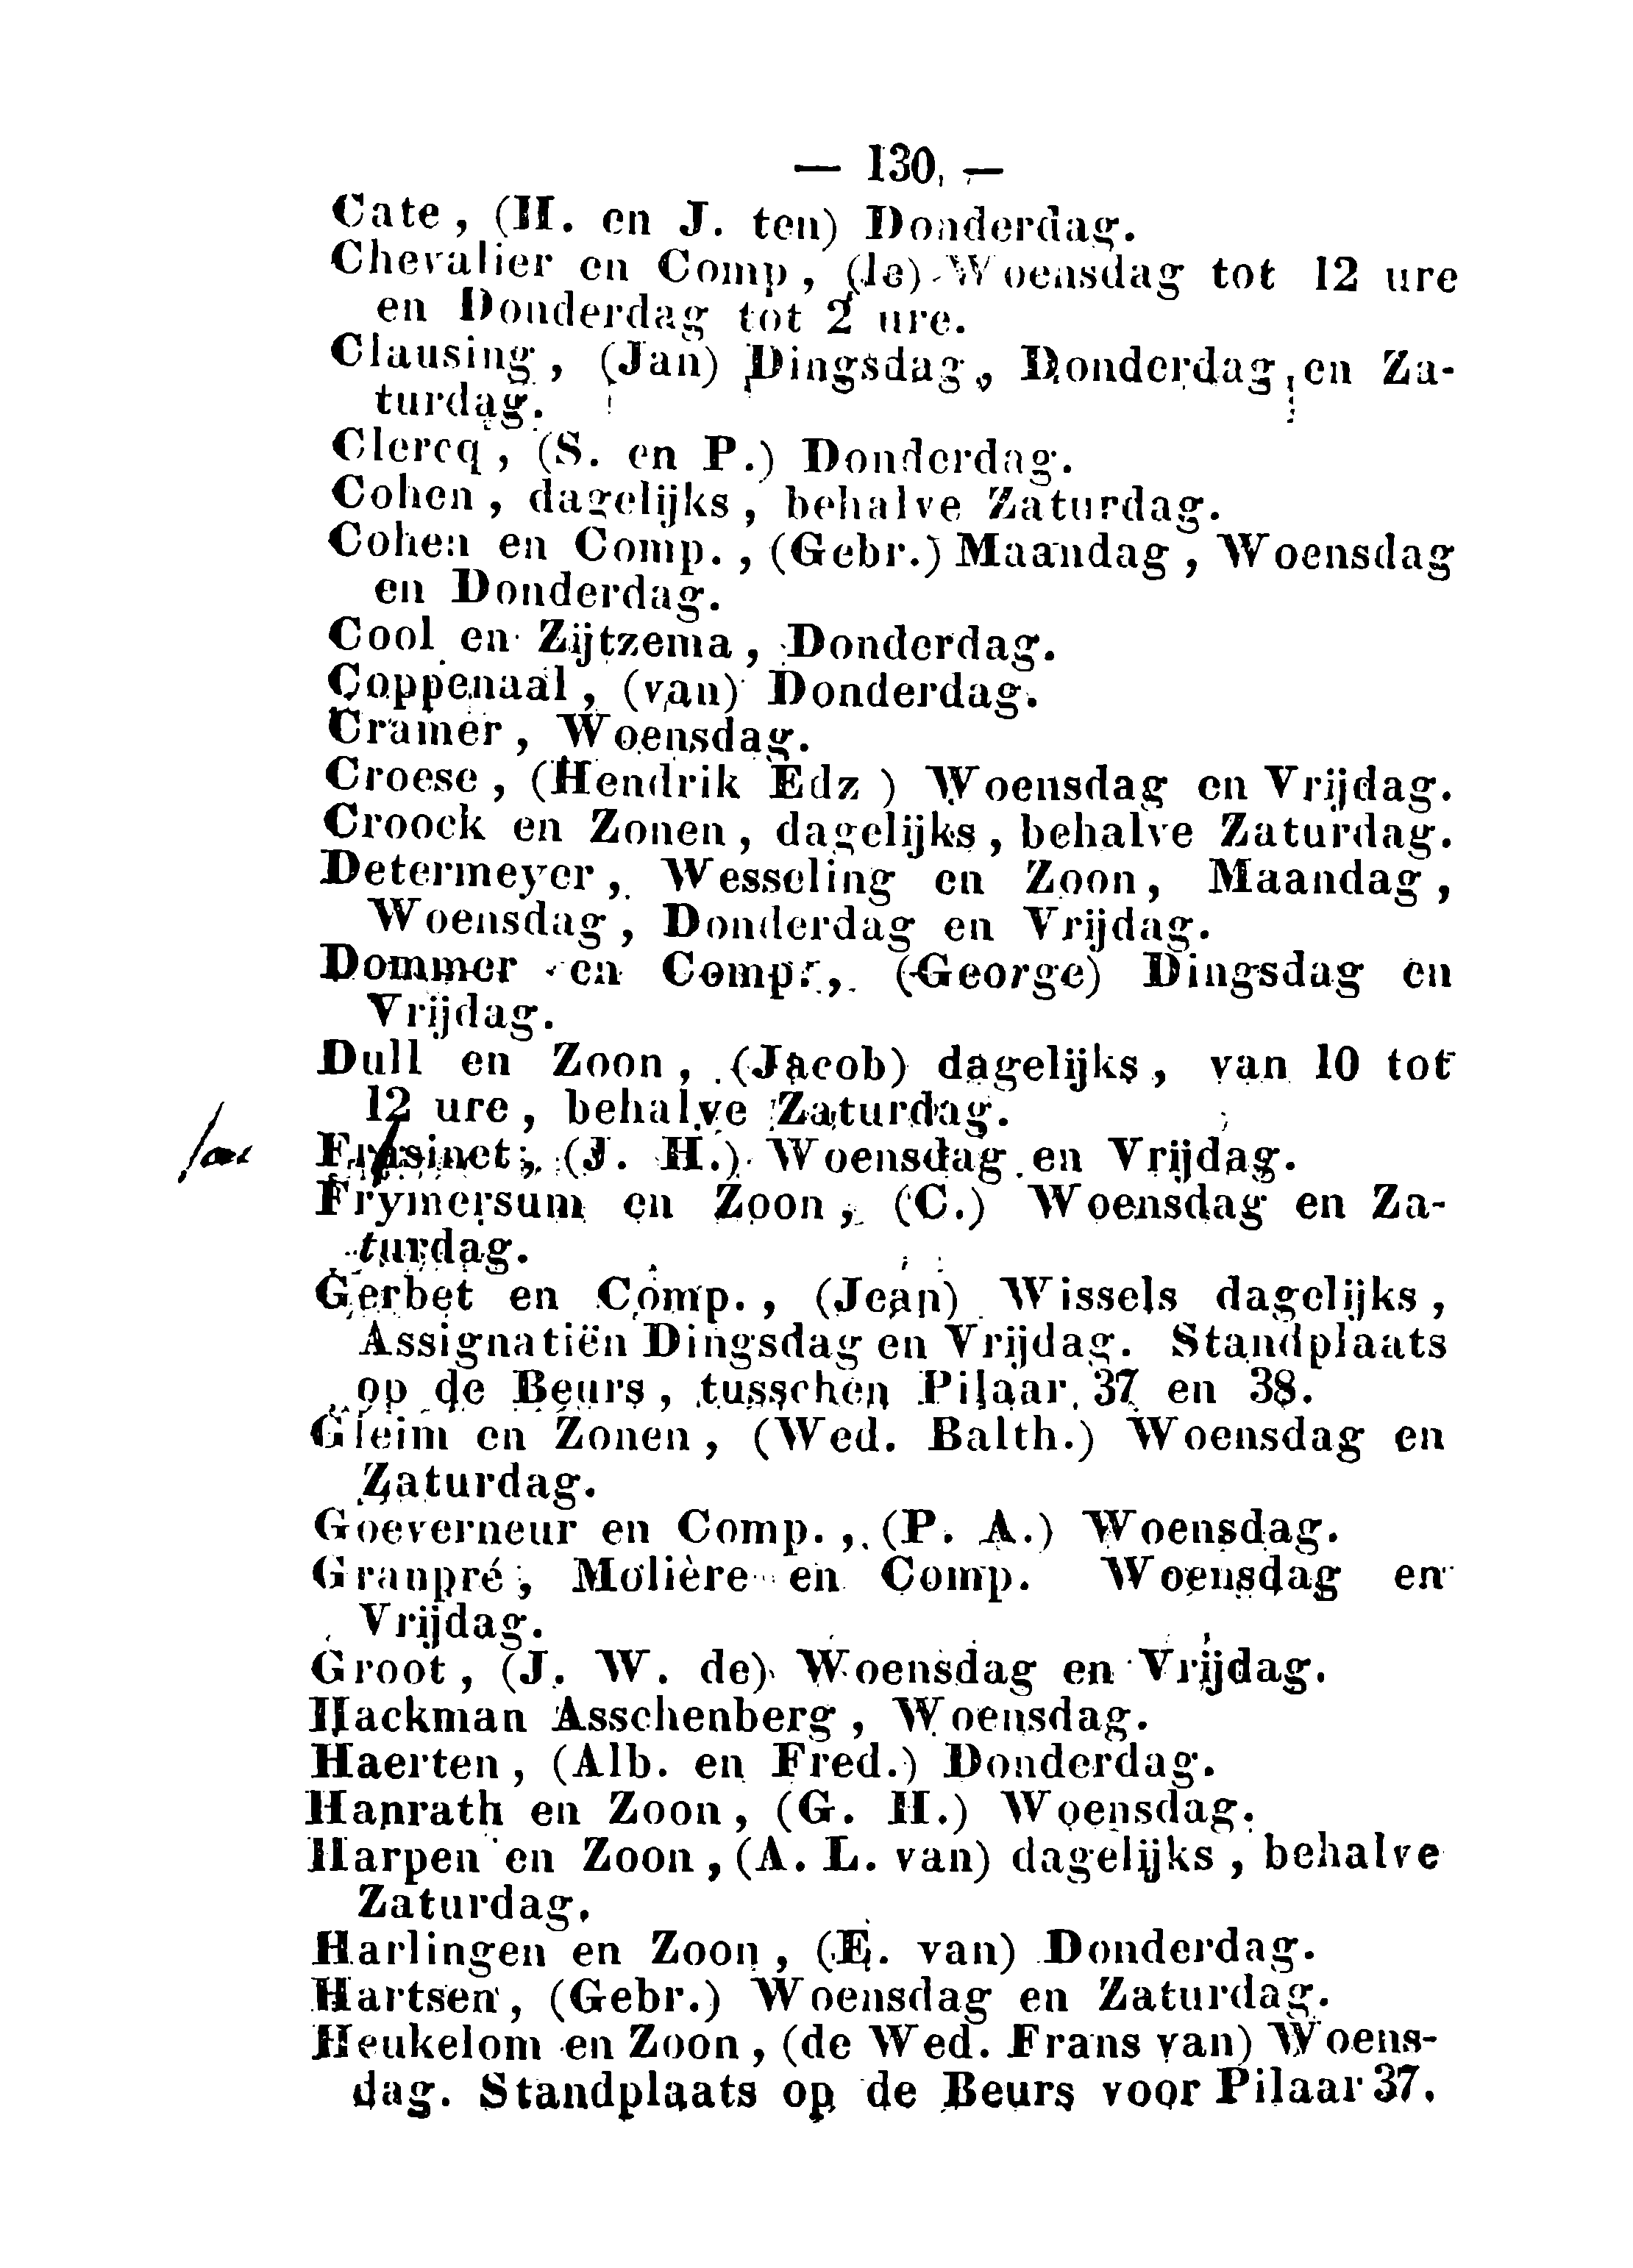 — 130. —
Cate, (H. en J. ten) Donderdag.
Chevalier en Comp, (le) Woensdag tot 12 ure
en Donderdag tot 2 ure.
Clausing, (Jan) Dingsdag, Donderdag, en Za-
turdag.
Clercq, (S. en P.) Donderdag.
Cohen, dagelijks, behalve Zaturdag.
Cohen en Comp., (Gebr.) Maandag, Woensdag
en Donderdag.
Cool en Zijtzema, Donderdag.
Coppenaal, (van) Donderdag.
Cramer, Woensdag.
Croese, (Hendrik Edz) Woensdag en Vrijdag.
Croock en Zonen, dagelijks, behalve Zaturdag.
Determeyer, Wesseling en Zoon, Maandag,
Woensdag, Donderdag en Vrijdag.
Dommer en Comp., (George) Dingsdag en
Vrijdag.
Dull en Zoon, (Jacob) dagelijks, van 10 tot
12 ure, behalve Zaturdag.
(J. H.) Woensdag en Vrijdag.
Frymersum en Zoon, (C.) Woensdag en Za-
turdag.
Gerbet en Comp., (Jean) Wissels dagelijks,
Assignatiën Dingsdag en Vrijdag. Standplaats
op de Beurs, tusschen Pilaar 37 en 38.
Gleim en Zonen, (Wed. Balth.) Woensdag en
Zaturdag.
Goeverneur en Comp., (P. A.) Woensdag.
Granpré, Molière en Comp. Woensdag en
Vrijdag.
Groot, (J. W. de) Woensdag en Vrijdag.
Hackman Asschenberg, Woensdag.
Haerten, (Alb. en Fred.) Donderdag.
Hanrath en Zoon, (G. H.) Woensdag.
Harpen en Zoon, (A. L. van) dagelijks, behalve
Zaturdag.
Harlingen en Zoon, (E. van) Donderdag.
Hartsen, (Gebr.) Woensdag en Zaturdag.
Heukelom en Zoon, (de Wed. Frans van) Woens-
dag. Standplaats op de Beurs voor Pilaar 37.